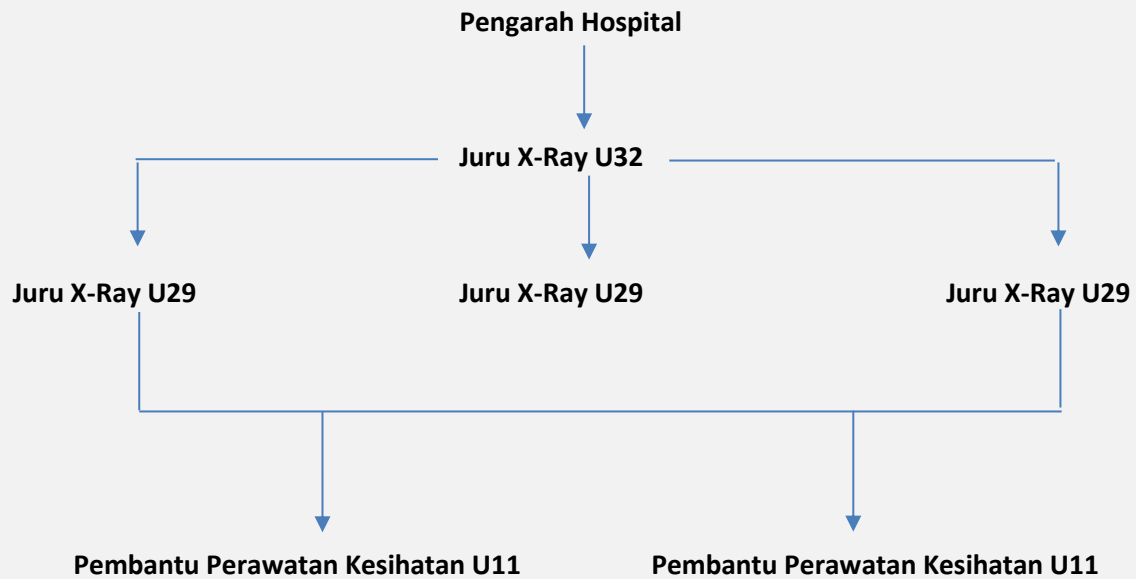 Pengarah Hospital
Juru X-Ray U32
Juru X-Ray U29
Juru X-Ray U29
Juru X-Ray U29
Pembantu Perawatan Kesihatan U11
Pembantu Perawatan Kesihatan U11